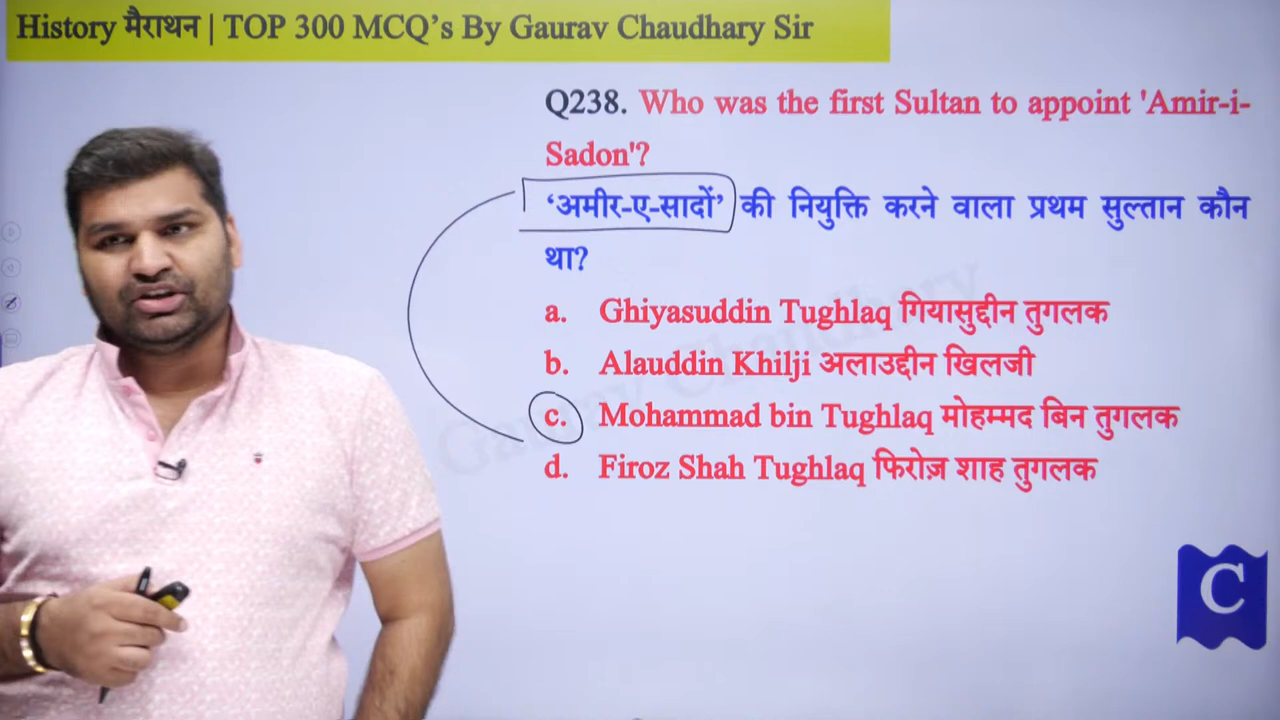 History मैराथन | TOP 300 MCQ’s By Gaurav Chaudhary Sir
Q238. Who was the first Sultan to appoint 'Amir-i-
Sadon'?
‘अमीर-ए-सादों’ की नियुक्ति करने वाला प्रथम सुल्तान कौन
था?
a. Ghiyasuddin Tughlaq गियासुद्दीन तुगलक
b. Alauddin Khilji अलाउद्दीन खिलजी
c. Mohammad bin Tughlaq मोहम्मद बिन तुगलक
d. Firoz Shah Tughlaq फिरोज़ शाह तुगलक
Gaurav Chaudhary
C